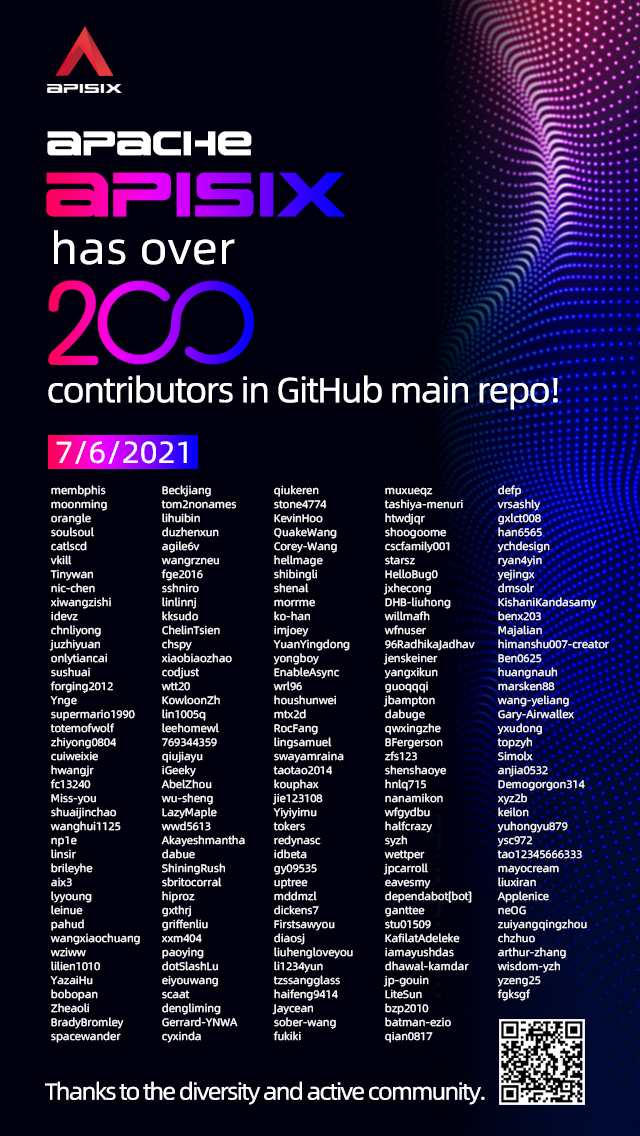 APISIX
APACHE
APISIX
has over
200
contributors in GitHub main repo!
7/6/2021
membphis
moonming
orangle
soulsoul
catlscd
vkill
Tinywan
nic-chen
xiwangzishi
idevz
chnliyong
juzhiyuan
onlytiancai
sushuai
forging2012
Ynge
supermario1990
totemofwolf
zhiyong0804
cuiweixie
hwangjr
fc13240
Miss-you
shuaijinchao
wanghui1125
np1e
linsir
brileyhe
aix3
lyyoung
leinue
pahud
wangxiaochuang
wziww
lilien1010
YazaiHu
bobopan
Zheaoli
BradyBromley
spacewander
Beckjiang
tom2nonames
lihuibin
duzhenxun
agile6v
wangrzneu
fge2016
sshniro
linlinnj
kksudo
ChelinTsien
chspy
xiaobiaozhao
codjust
wtt20
KowloonZh
lin1005q
leehomewl
769344359
qiujiayu
iGeeky
AbelZhou
wu-sheng
LazyMaple
wwd5613
Akayeshmantha
dabue
ShiningRush
sbritocorral
hiproz
gxthrj
griffenliu
xxm404
paoying
dotSlashLu
eiyouwang
scaat
dengliming
Gerrard-YNWA
cyxinda
qiukeren
stone4774
KevinHoo
QuakeWang
Corey-Wang
hellmage
shibingli
shenal
morrme
ko-han
imjoey
YuanYingdong
yongboy
EnableAsync
wrl96
houshunwei
mtx2d
RocFang
lingsamuel
swayamraina
taotao2014
kouphax
jie123108
Yiyiyimu
tokers
redynasc
idbeta
gy09535
uptree
mddmzl
dickens7
Firstsawyou
diaosj
liuhengloveyou
li1234yun
tzssangglass
haifeng9414
Jaycean
sober-wang
fukiki
muxueqz
tashiya-menuri
htwdjqr
shoogoome
cscfamily001
starsz
HelloBug0
jxhecong
DHB-liuhong
willmafh
wfnuser
96RadhikaJadhav
jenskeiner
yangxikun
guoqqqi
jbampton
dabuge
qwxingzhe
BFergerson
zfs123
shenshaoye
hnlq715
nanamikon
wfgydbu
halfcrazy
syzh
wettper
jpcarroll
eavesmy
dependabot[bot]
ganttee
stu01509
KafilatAdeleke
iamayushdas
dhawal-kamdar
jp-gouin
LiteSun
bzp2010
batman-ezio
qian0817
defp
vrsashly
gxlct008
han6565
ychdesign
ryan4yin
yejingx
dmsolr
KishaniKandasamy
benx203
Majalian
himanshu007-creator
Ben0625
huangnauh
marsken88
wang-yeliang
Gary-Airwallex
yxudong
topzyh
Simolx
anjia0532
Demogorgon314
xyz2b
keilon
yuhongyu879
ysc972
tao12345666333
mayocream
liuxiran
Applenice
neOG
zuiyangqingzhou
chzhuo
arthur-zhang
wisdom-yzh
yzeng25
fgksgf
Thanks to the diversity and active community.